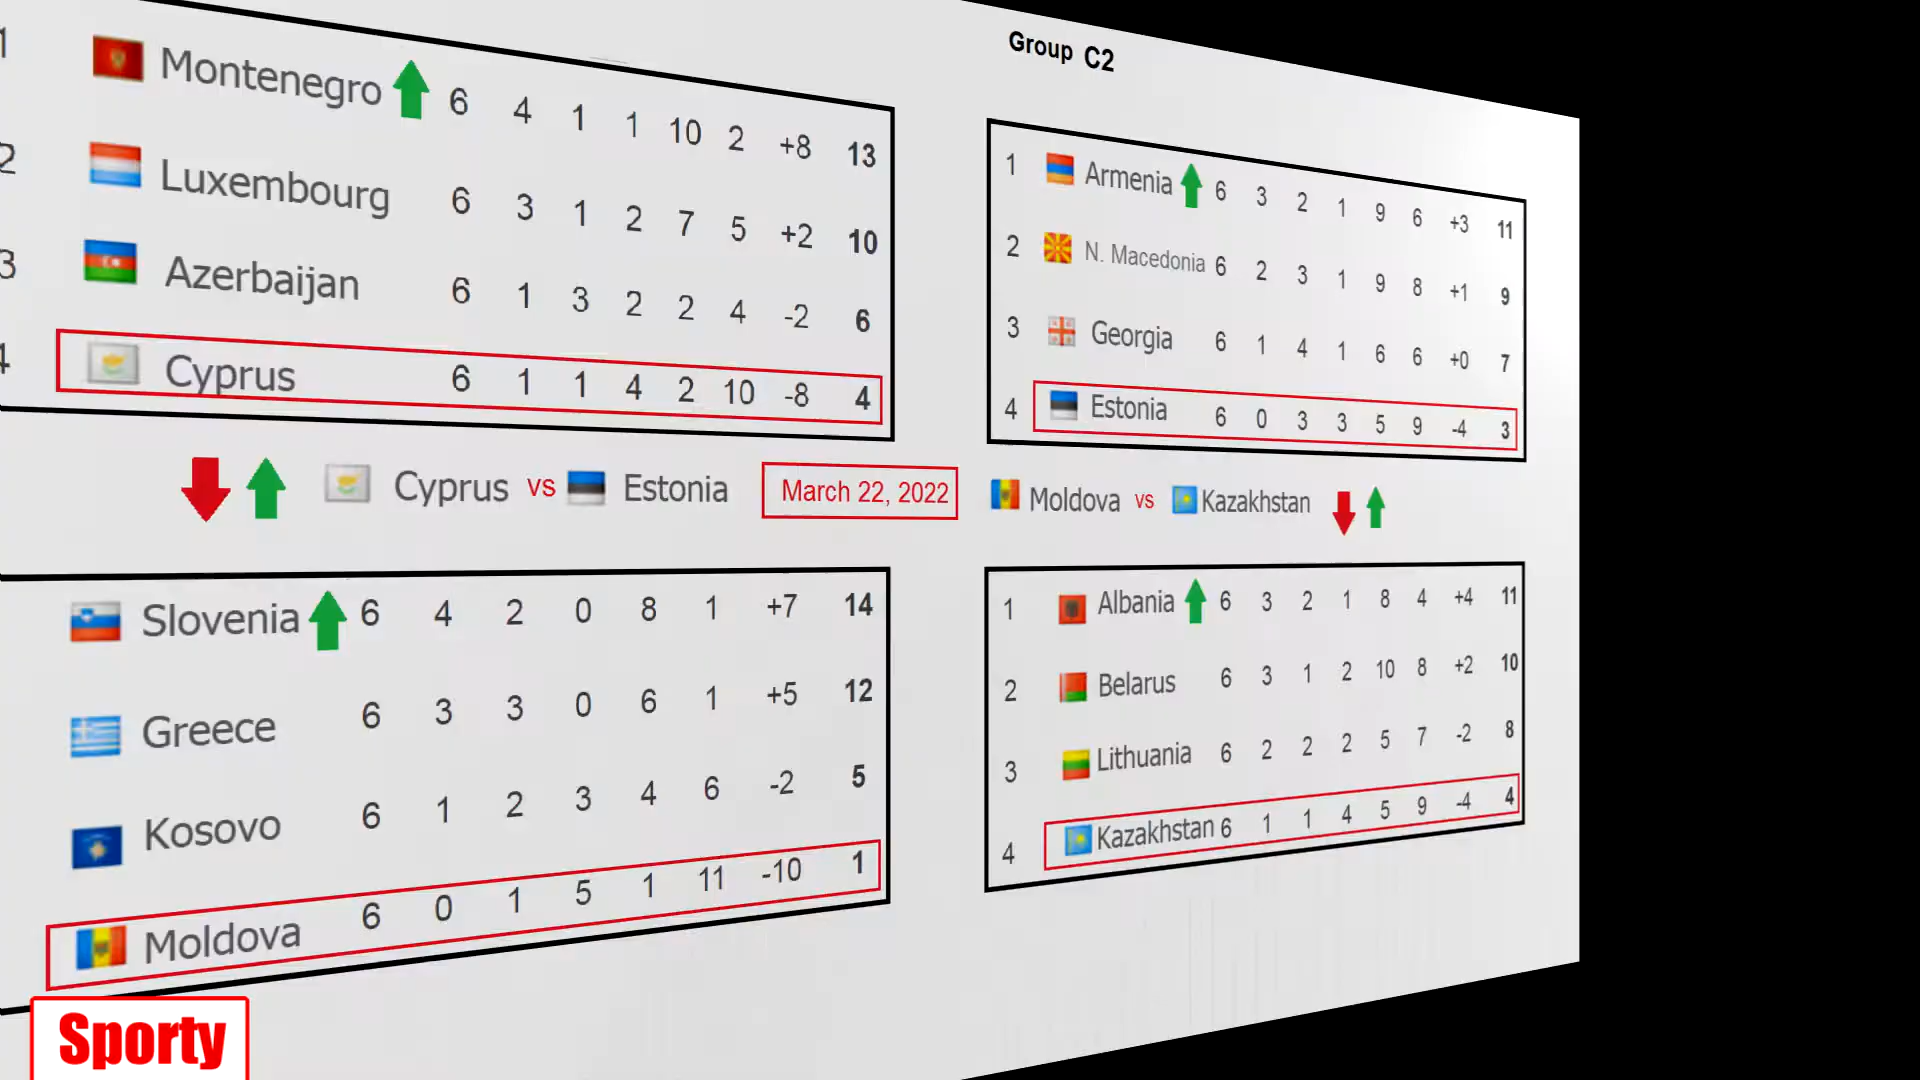 1 Montenegro 6 4 1 1 10 2 +8 13
2 Luxembourg 6 3 1 2 7 5 +2 10
3 Azerbaijan 6 1 3 2 2 4 -2 6
4 Cyprus 6 1 1 4 2 10 -8 4
Group C2
1 Armenia 6 3 2 1 9 6 +3 11
2 N. Macedonia 6 2 3 1 9 8 +1 9
3 Georgia 6 1 4 1 6 6 +0 7
4 Estonia 6 0 3 3 5 9 -4 3
Cyprus vs Estonia
March 22, 2022
Moldova vs Kazakhstan
Slovenia 6 4 2 0 8 1 +7 14
Greece 6 3 3 0 6 1 +5 12
Kosovo 6 1 2 3 4 6 -2 5
Moldova 6 0 1 5 1 11 -10 1
1 Albania 6 3 2 1 8 4 +4 11
2 Belarus 6 3 1 2 10 8 +2 10
3 Lithuania 6 2 2 2 5 7 -2 8
4 Kazakhstan 6 1 1 4 5 9 -4 4
Sporty